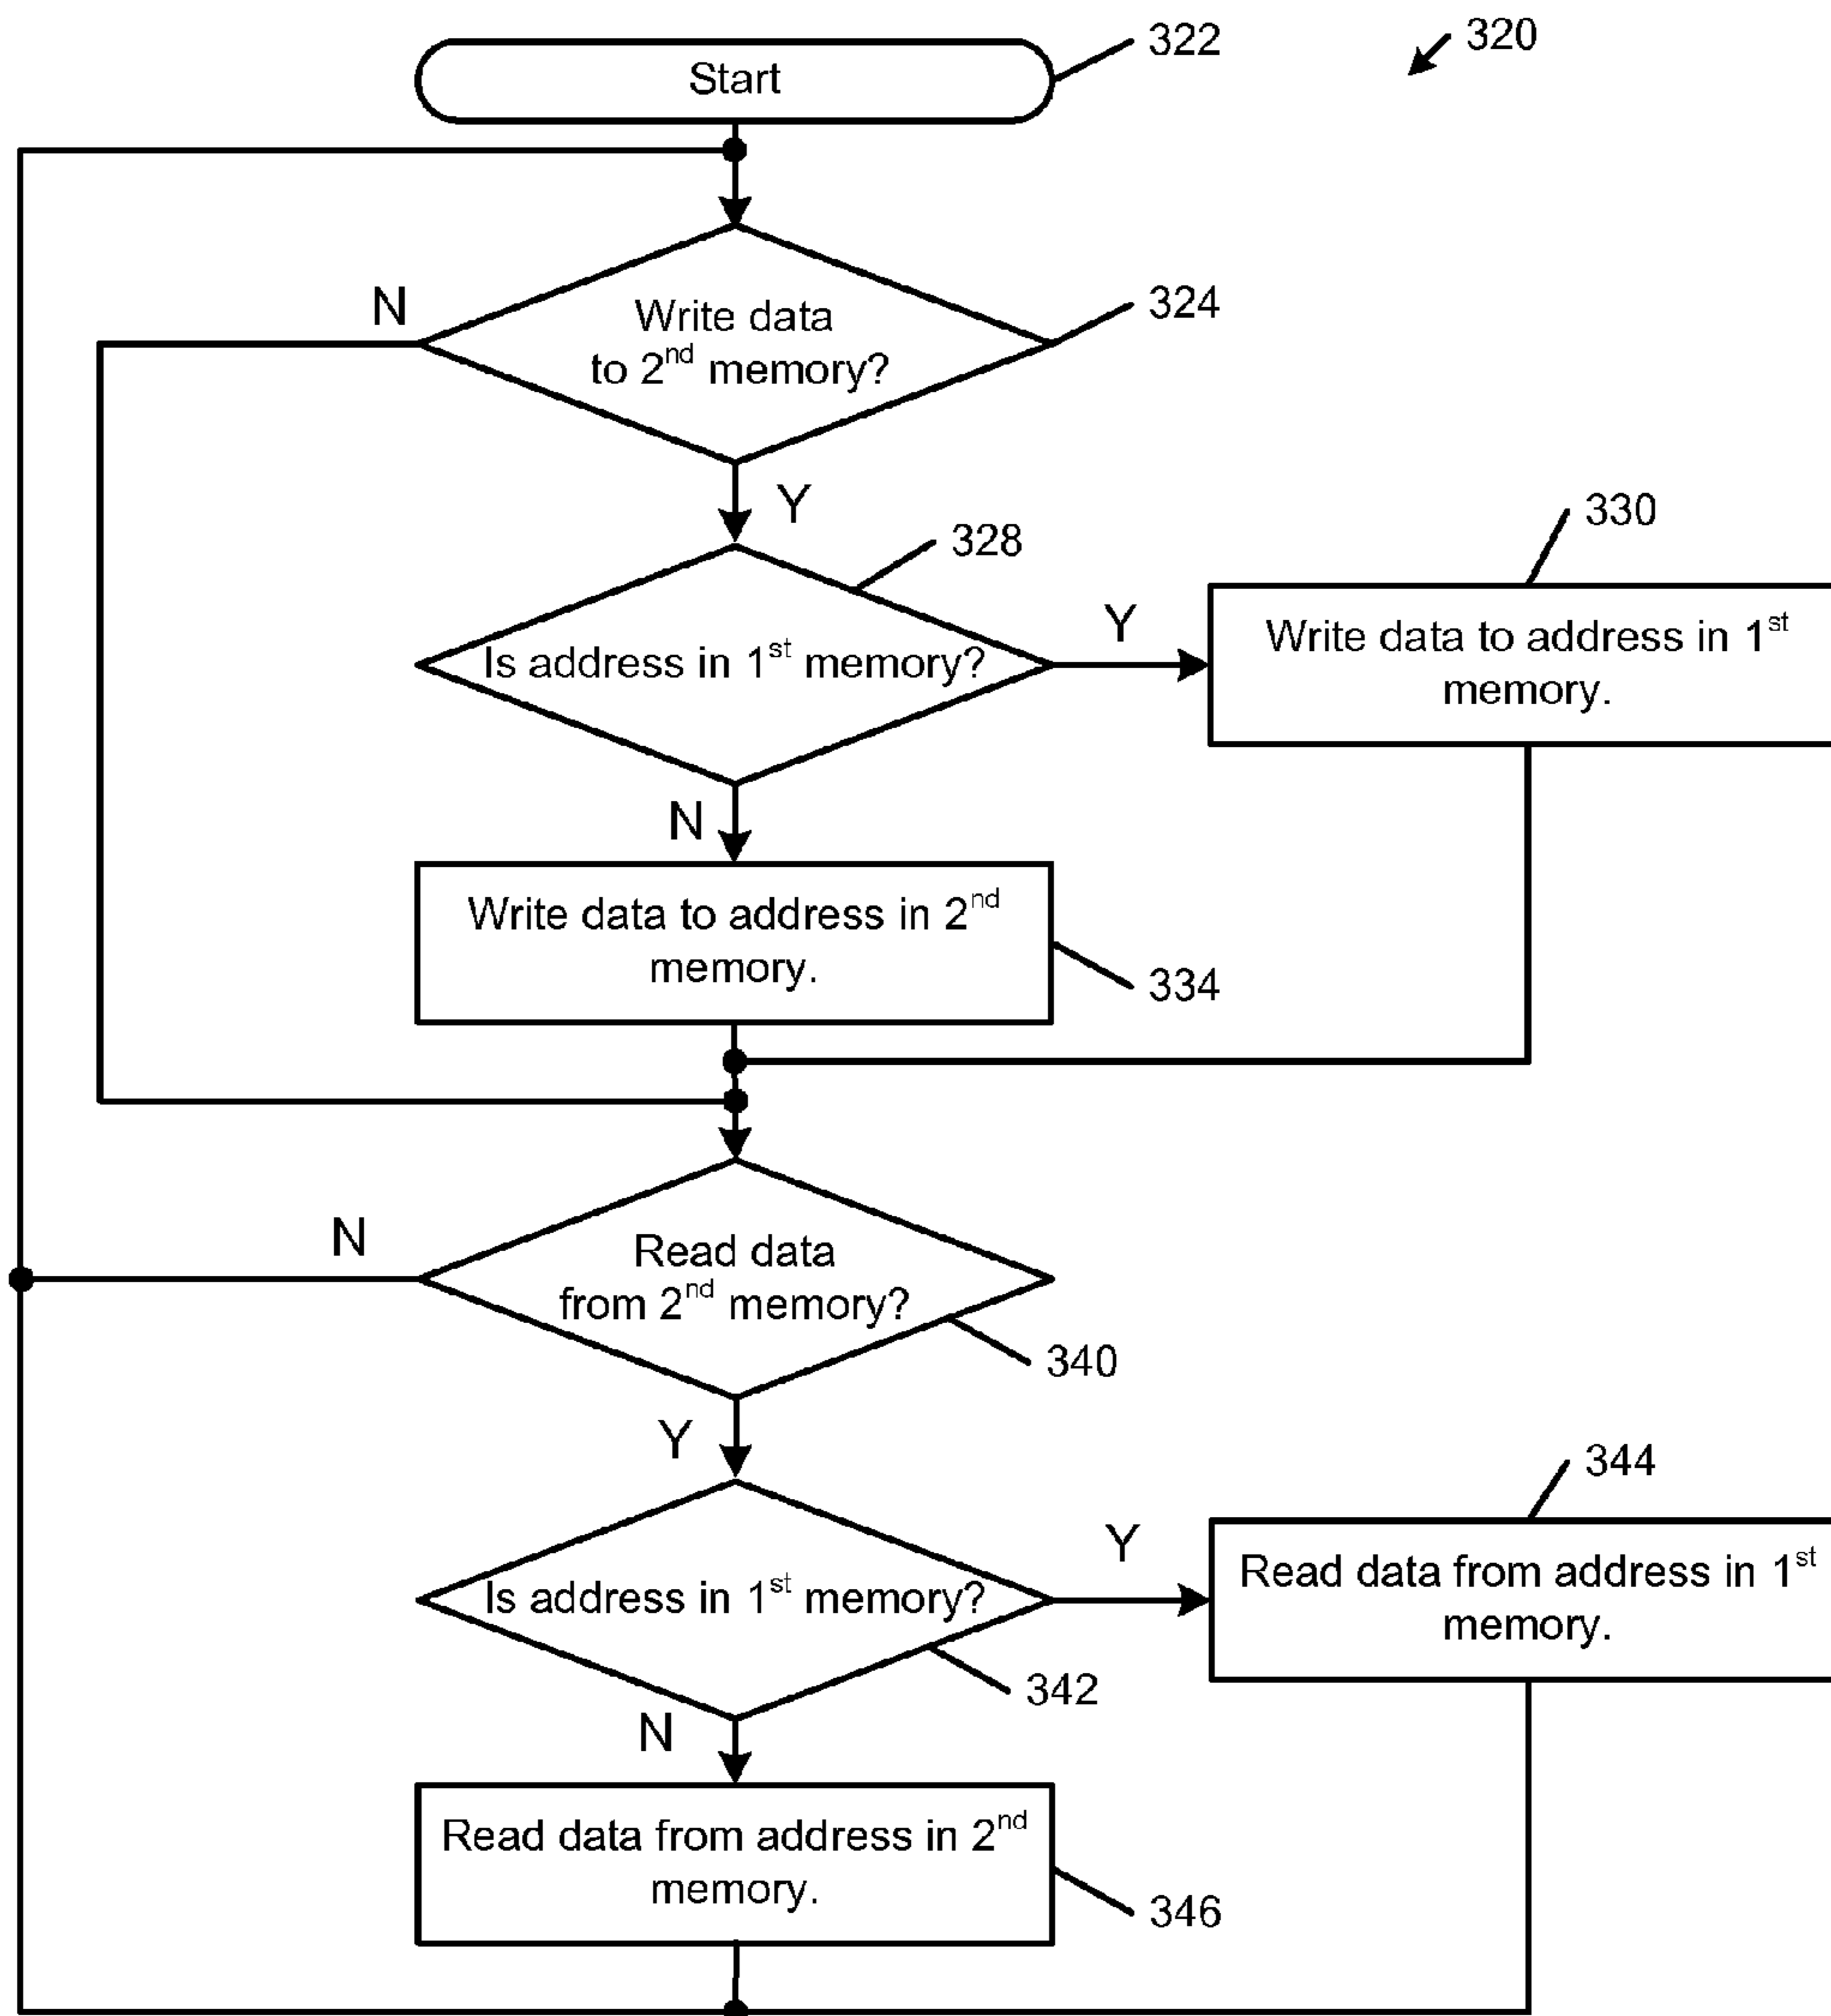 320
322
Start
N
324
Write data
to 2nd memory?
Y
328
330
Is address in 1st memory?
Y
Write data to address in 1st
memory.
N
Write data to address in 2nd
memory.
334
N
Read data
from 2nd memory?
340
Y
344
Is address in 1st memory?
Y
Read data from address in 1st
memory.
342
N
Read data from address in 2nd
memory.
346